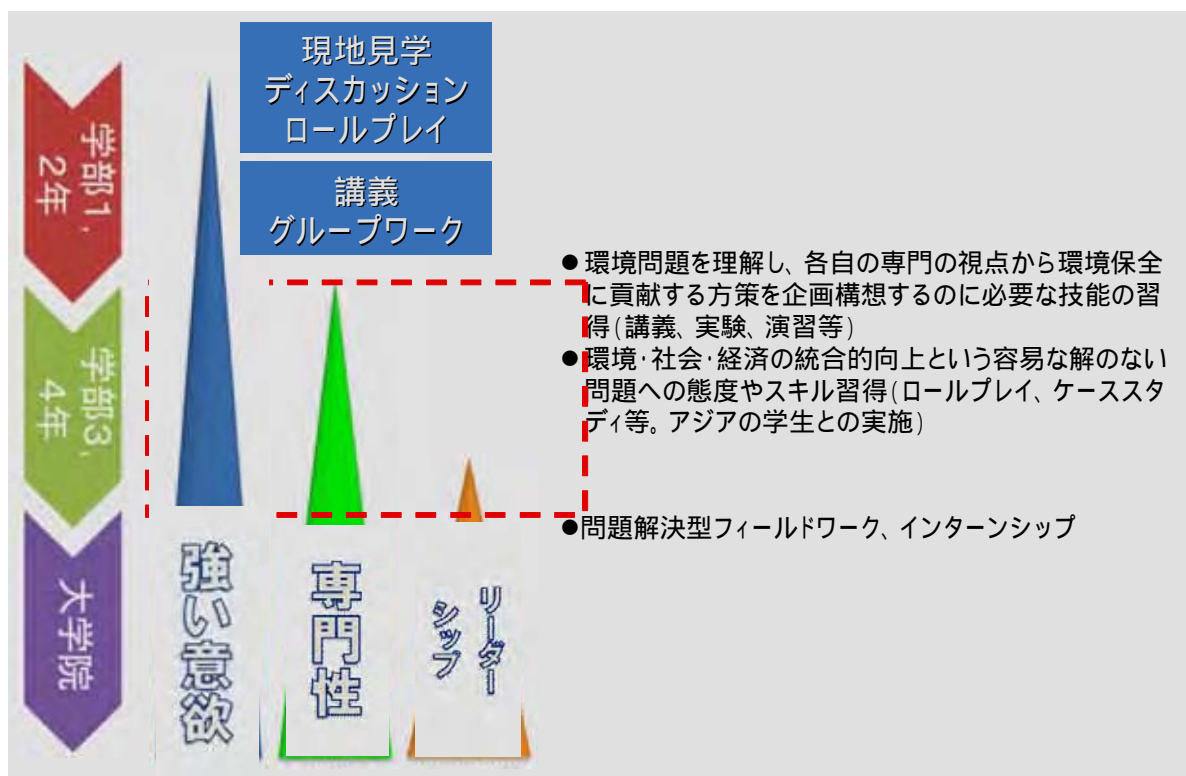 現地見学
ディスカッション
ロールプレイ
講義
グループワーク
学部1,
2年
学部3,
4年
大学院
強い意欲
専門性
リーダー
シップ
●環境問題を理解し、各自の専門の視点から環境保全
に貢献する方策を企画構想するのに必要な技能の習
得(講義、実験、演習等)
●環境・社会・経済の統合的向上という容易な解のない
問題への態度やスキル習得(ロールプレイ、ケーススタ
ディ等。アジアの学生との実施)
●問題解決型フィールドワーク、インターンシップ